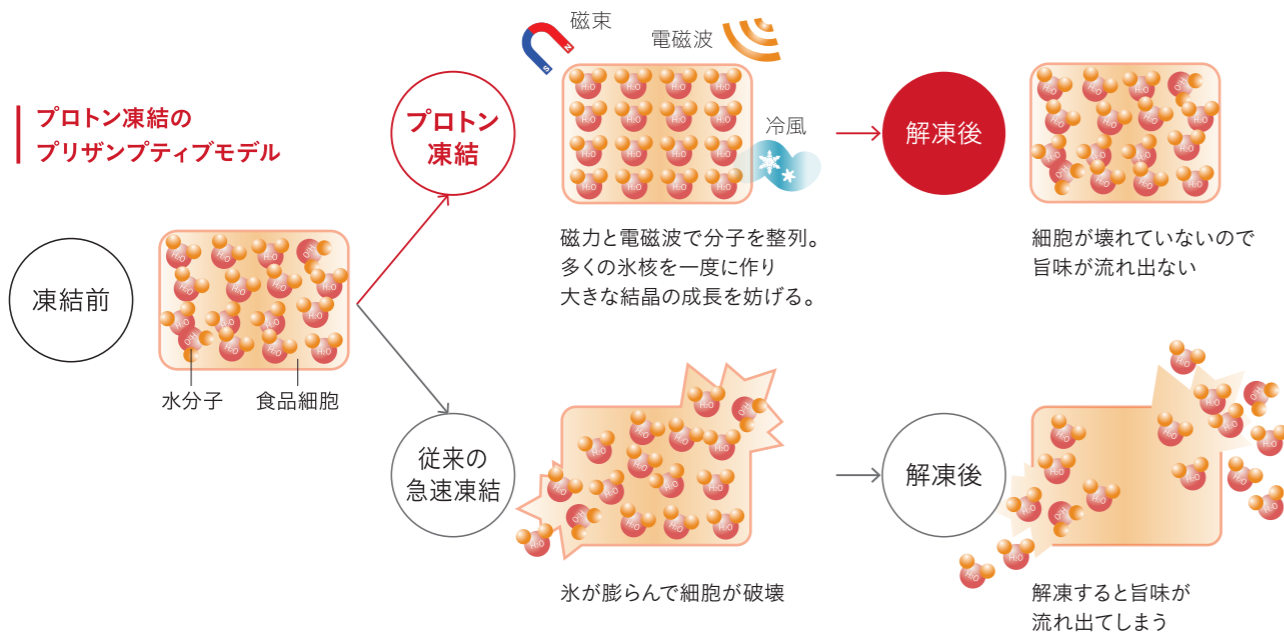 プロトン凍結の
プリザンプティブモデル
凍結前
水分子
食品細胞
プロトン
凍結
磁束
N
S
電磁波
冷風
H₂O
磁力と電磁波で分子を整列。
多くの氷核を一度に作り
大きな結晶の成長を妨げる。
解凍後
細胞が壊れていないので
旨味が流れ出ない
従来の
急速凍結
氷が膨らんで細胞が破壊
解凍後
解凍すると旨味が
流れ出てしまう